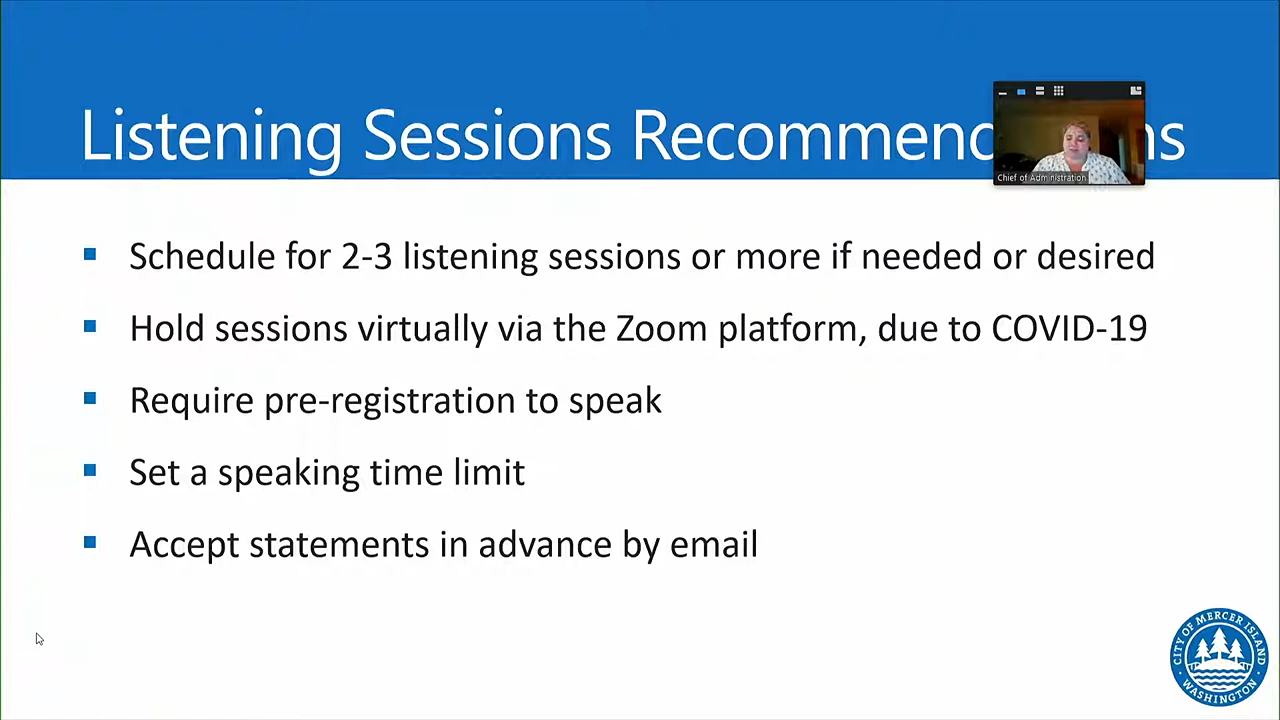 Listening Sessions Recommen
ns
Chief of Administration
Schedule for 2-3 listening sessions or more if needed or desired
Hold sessions virtually via the Zoom platform, due to COVID-19
Require pre-registration to speak
Set a speaking time limit
Accept statements in advance by email
CITY OF MERCER ISLAND
WASHINGTON